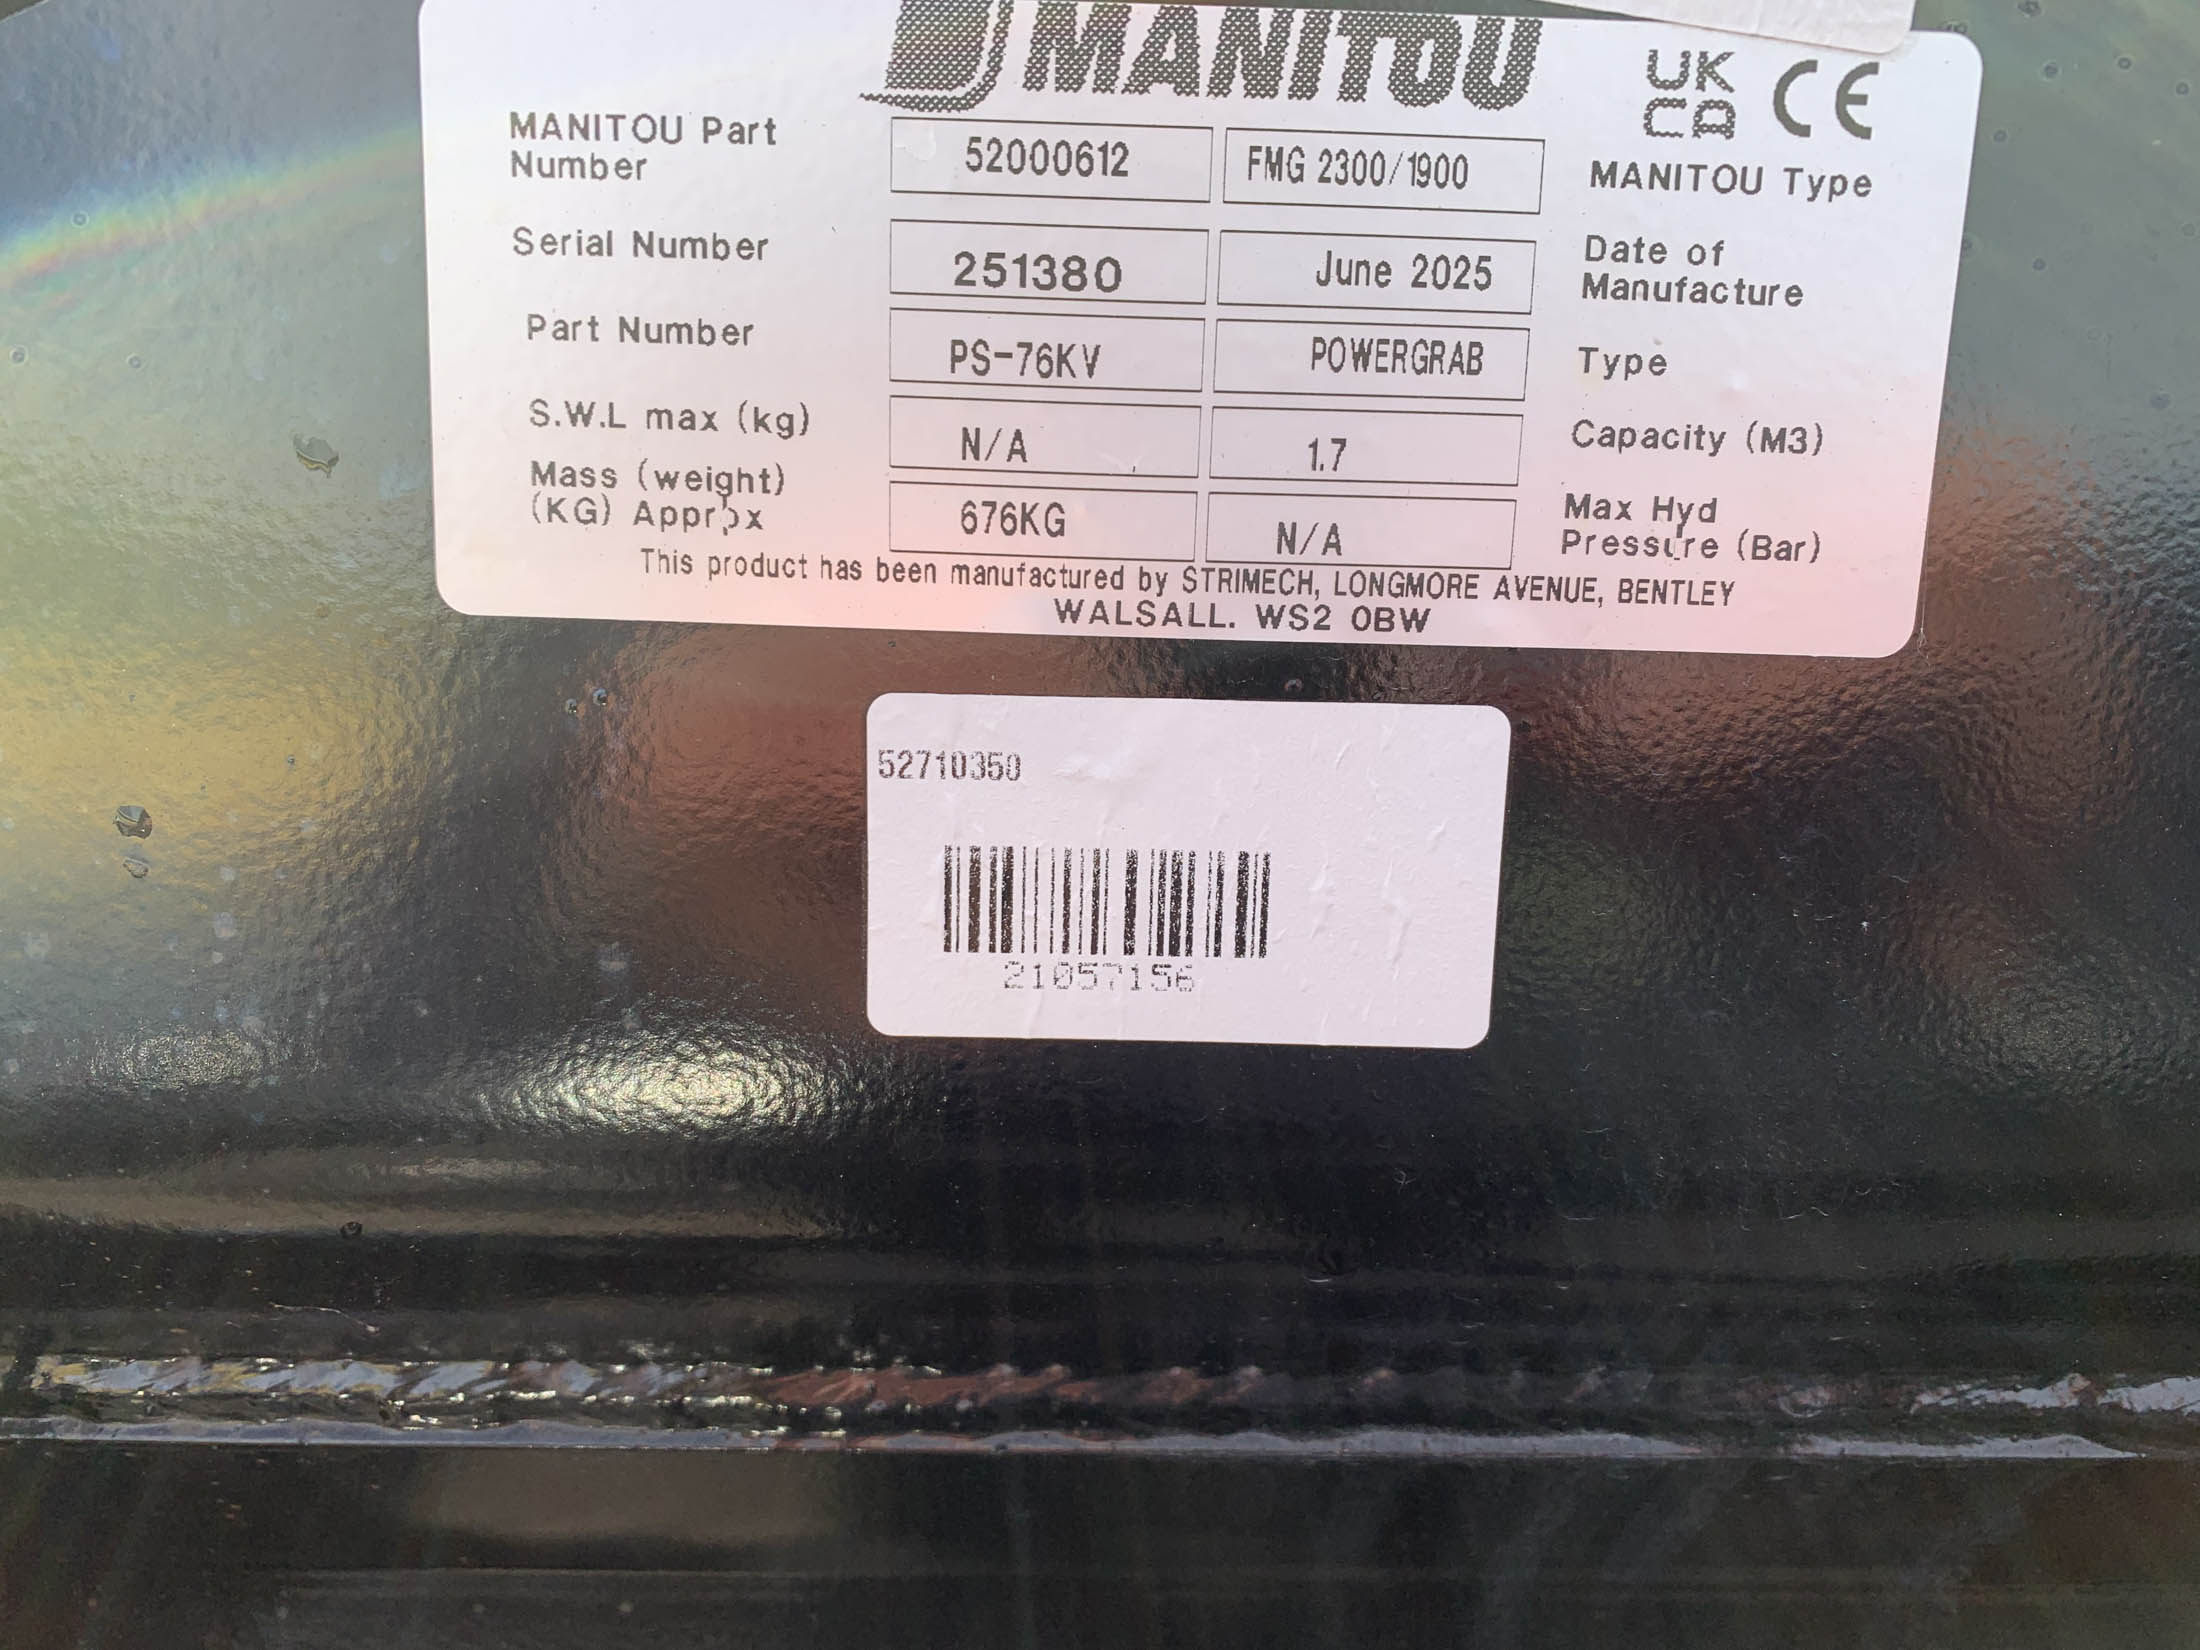 MANITOU
UK
CA CE
MANITOU Part
Number
52000612
FMG 2300/1900
MANITOU Type
Serial Number
251380
June 2025
Date of
Manufacture
Part Number
PS-76KV
POWERGRAB
Type
S.W.L max (kg)
N/A
1.7
Capacity (M3)
Mass (weight)
(KG) Approx
676KG
N/A
Max Hyd
Pressure (Bar)
This product has been manufactured by STRIMECH, LONGMORE AVENUE, BENTLEY
WALSALL. WS2 0BW
52710350
21057156